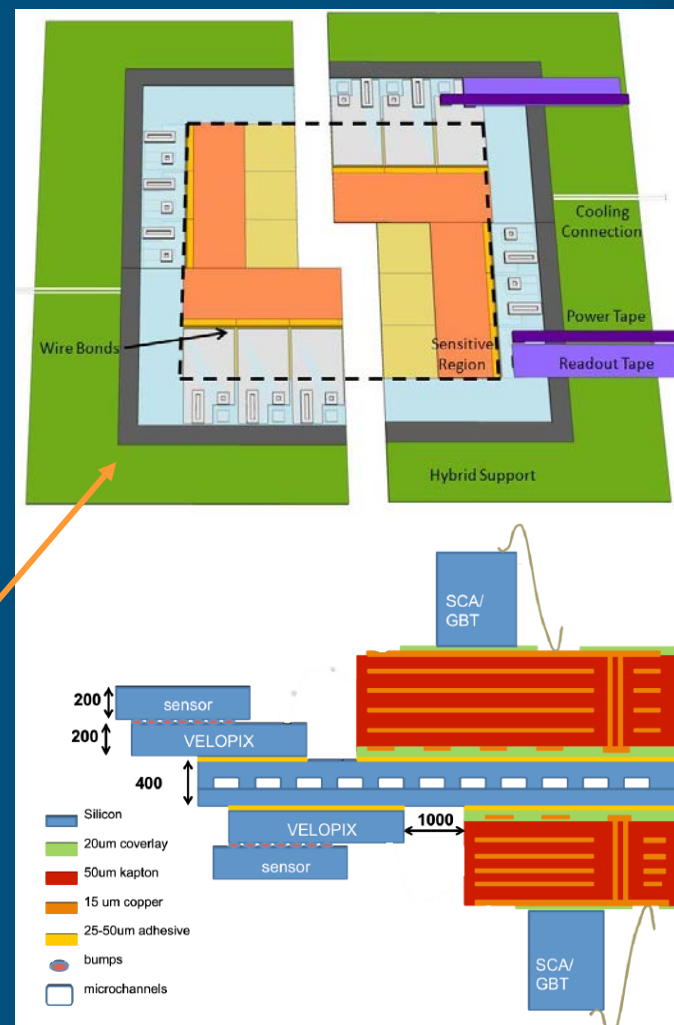 Cooling
Connection
Wire Bonds
Sensitive
Region
Power Tape
Readout Tape
Hybrid Support
SCA/
GBT
200
sensor
200
VELOPIX
400
VELOPIX
1000
sensor
Silicon
20um coverlay
50um kapton
15 um copper
25-50um adhesive
bumps
microchannels
SCA/
GBT